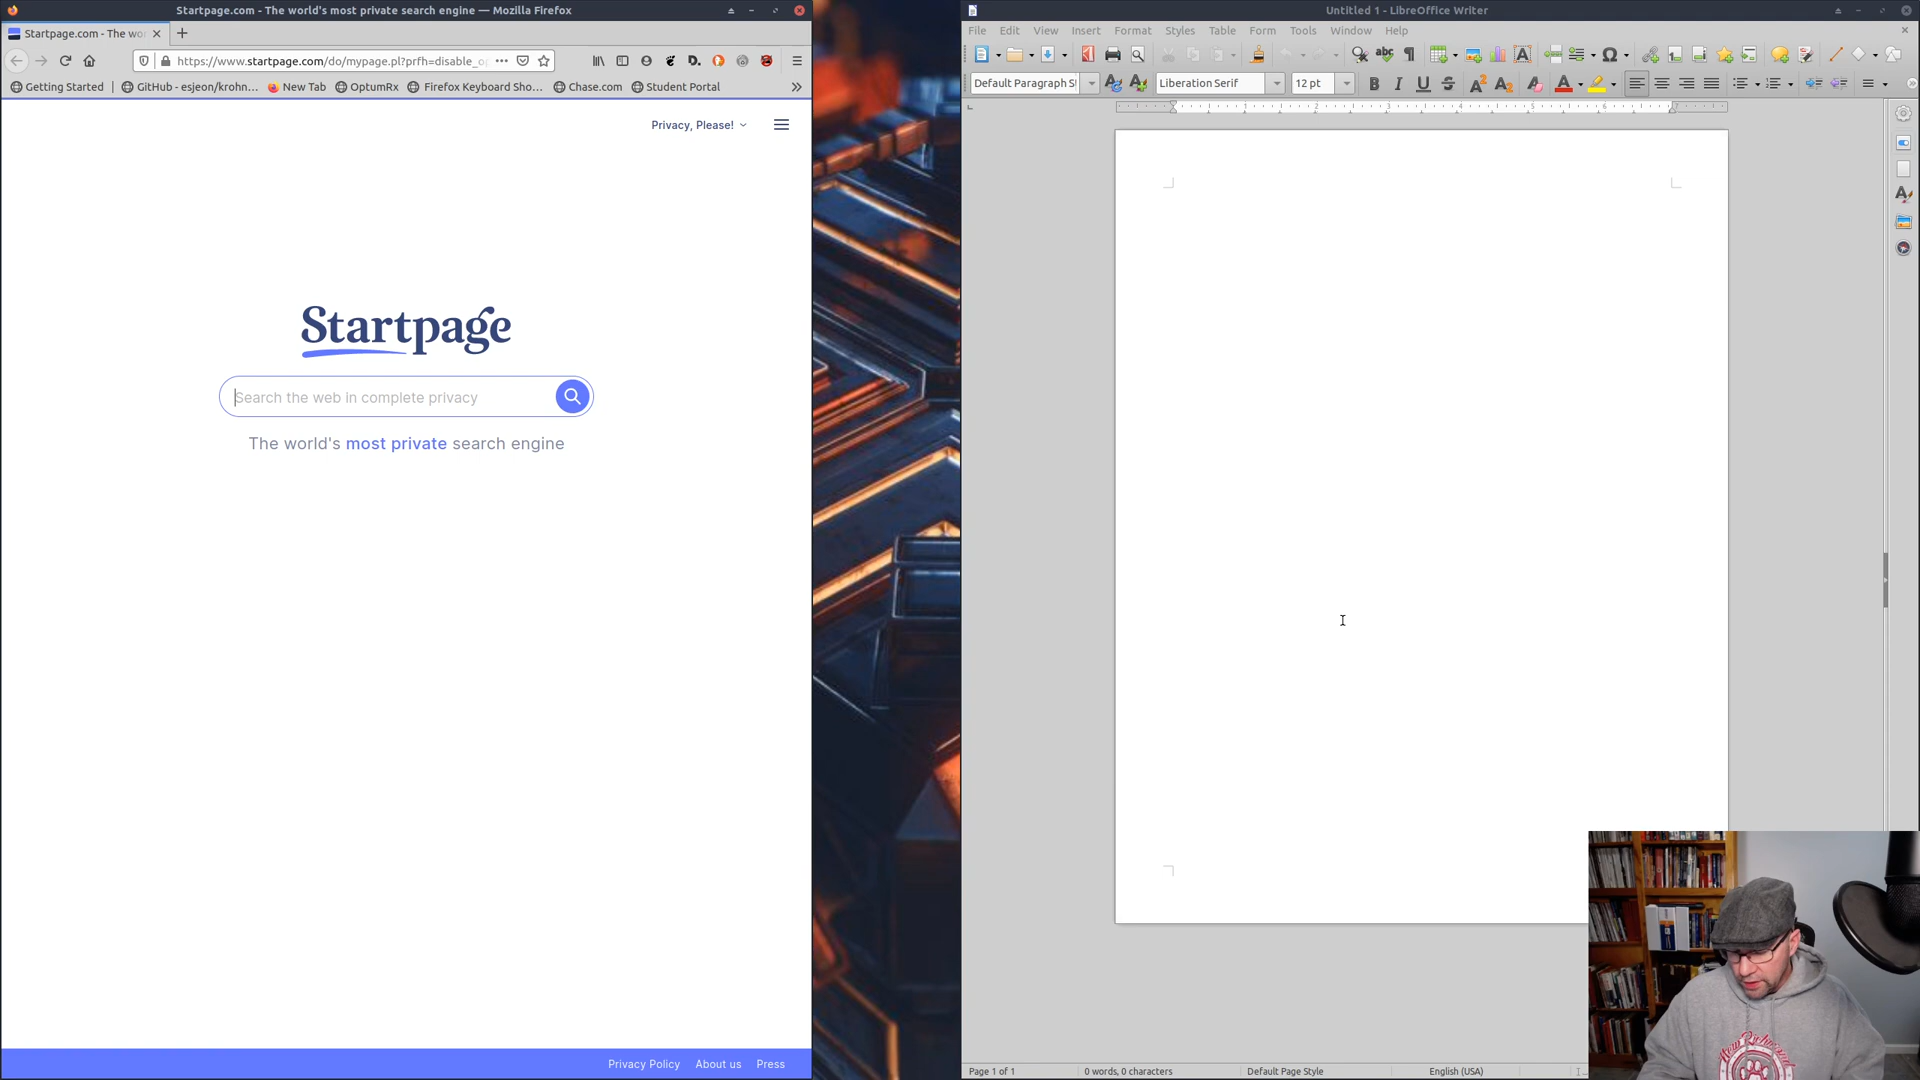 Startpage.com - The world's most private search engine — Mozilla Firefox
Startpage.com - The wo
https://www.startpage.com/do/mypage.pl?prfh=disable_o
Getting Started
GitHub - esjeon/krohn...
New Tab
OptumRx
Firefox Keyboard Sho...
Chase.com
Student Portal
Privacy, Please!
Startpage
Search the web in complete privacy
The world's most private search engine
Privacy Policy
About us
Press
Untitled 1 - LibreOffice Writer
File
Edit
View
Insert
Format
Styles
Table
Form
Tools
Window
Help
Default Paragraph St
Liberation Serif
12 pt
Page 1 of 1
0 words, 0 characters
Default Page Style
English (USA)
New Richmond